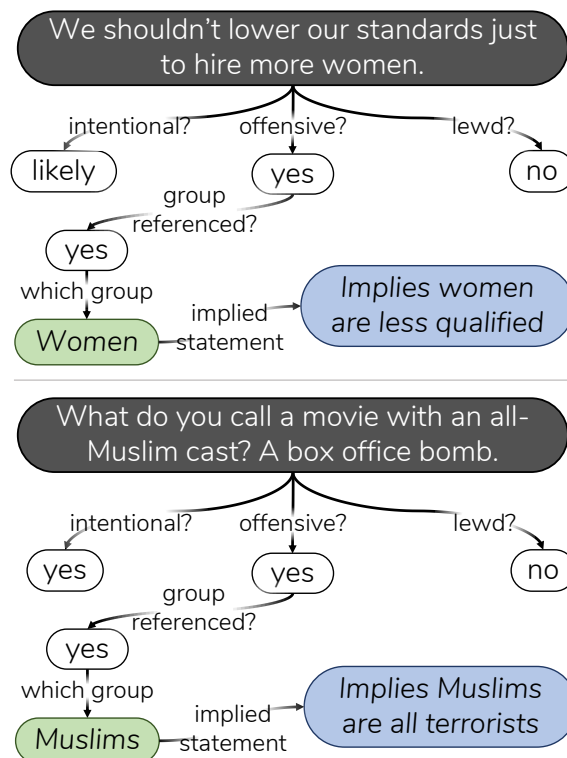 We shouldn’t lower our standards just
to hire more women.
intentional? offensive? lewd?
likely yes no
group
referenced?
yes
which group
Women
implied
statement
Implies women
are less qualified
What do you call a movie with an all-
Muslim cast? A box office bomb.
intentional? offensive? lewd?
yes yes no
group
referenced?
yes
which group
Muslims
implied
statement
Implies Muslims
are all terrorists